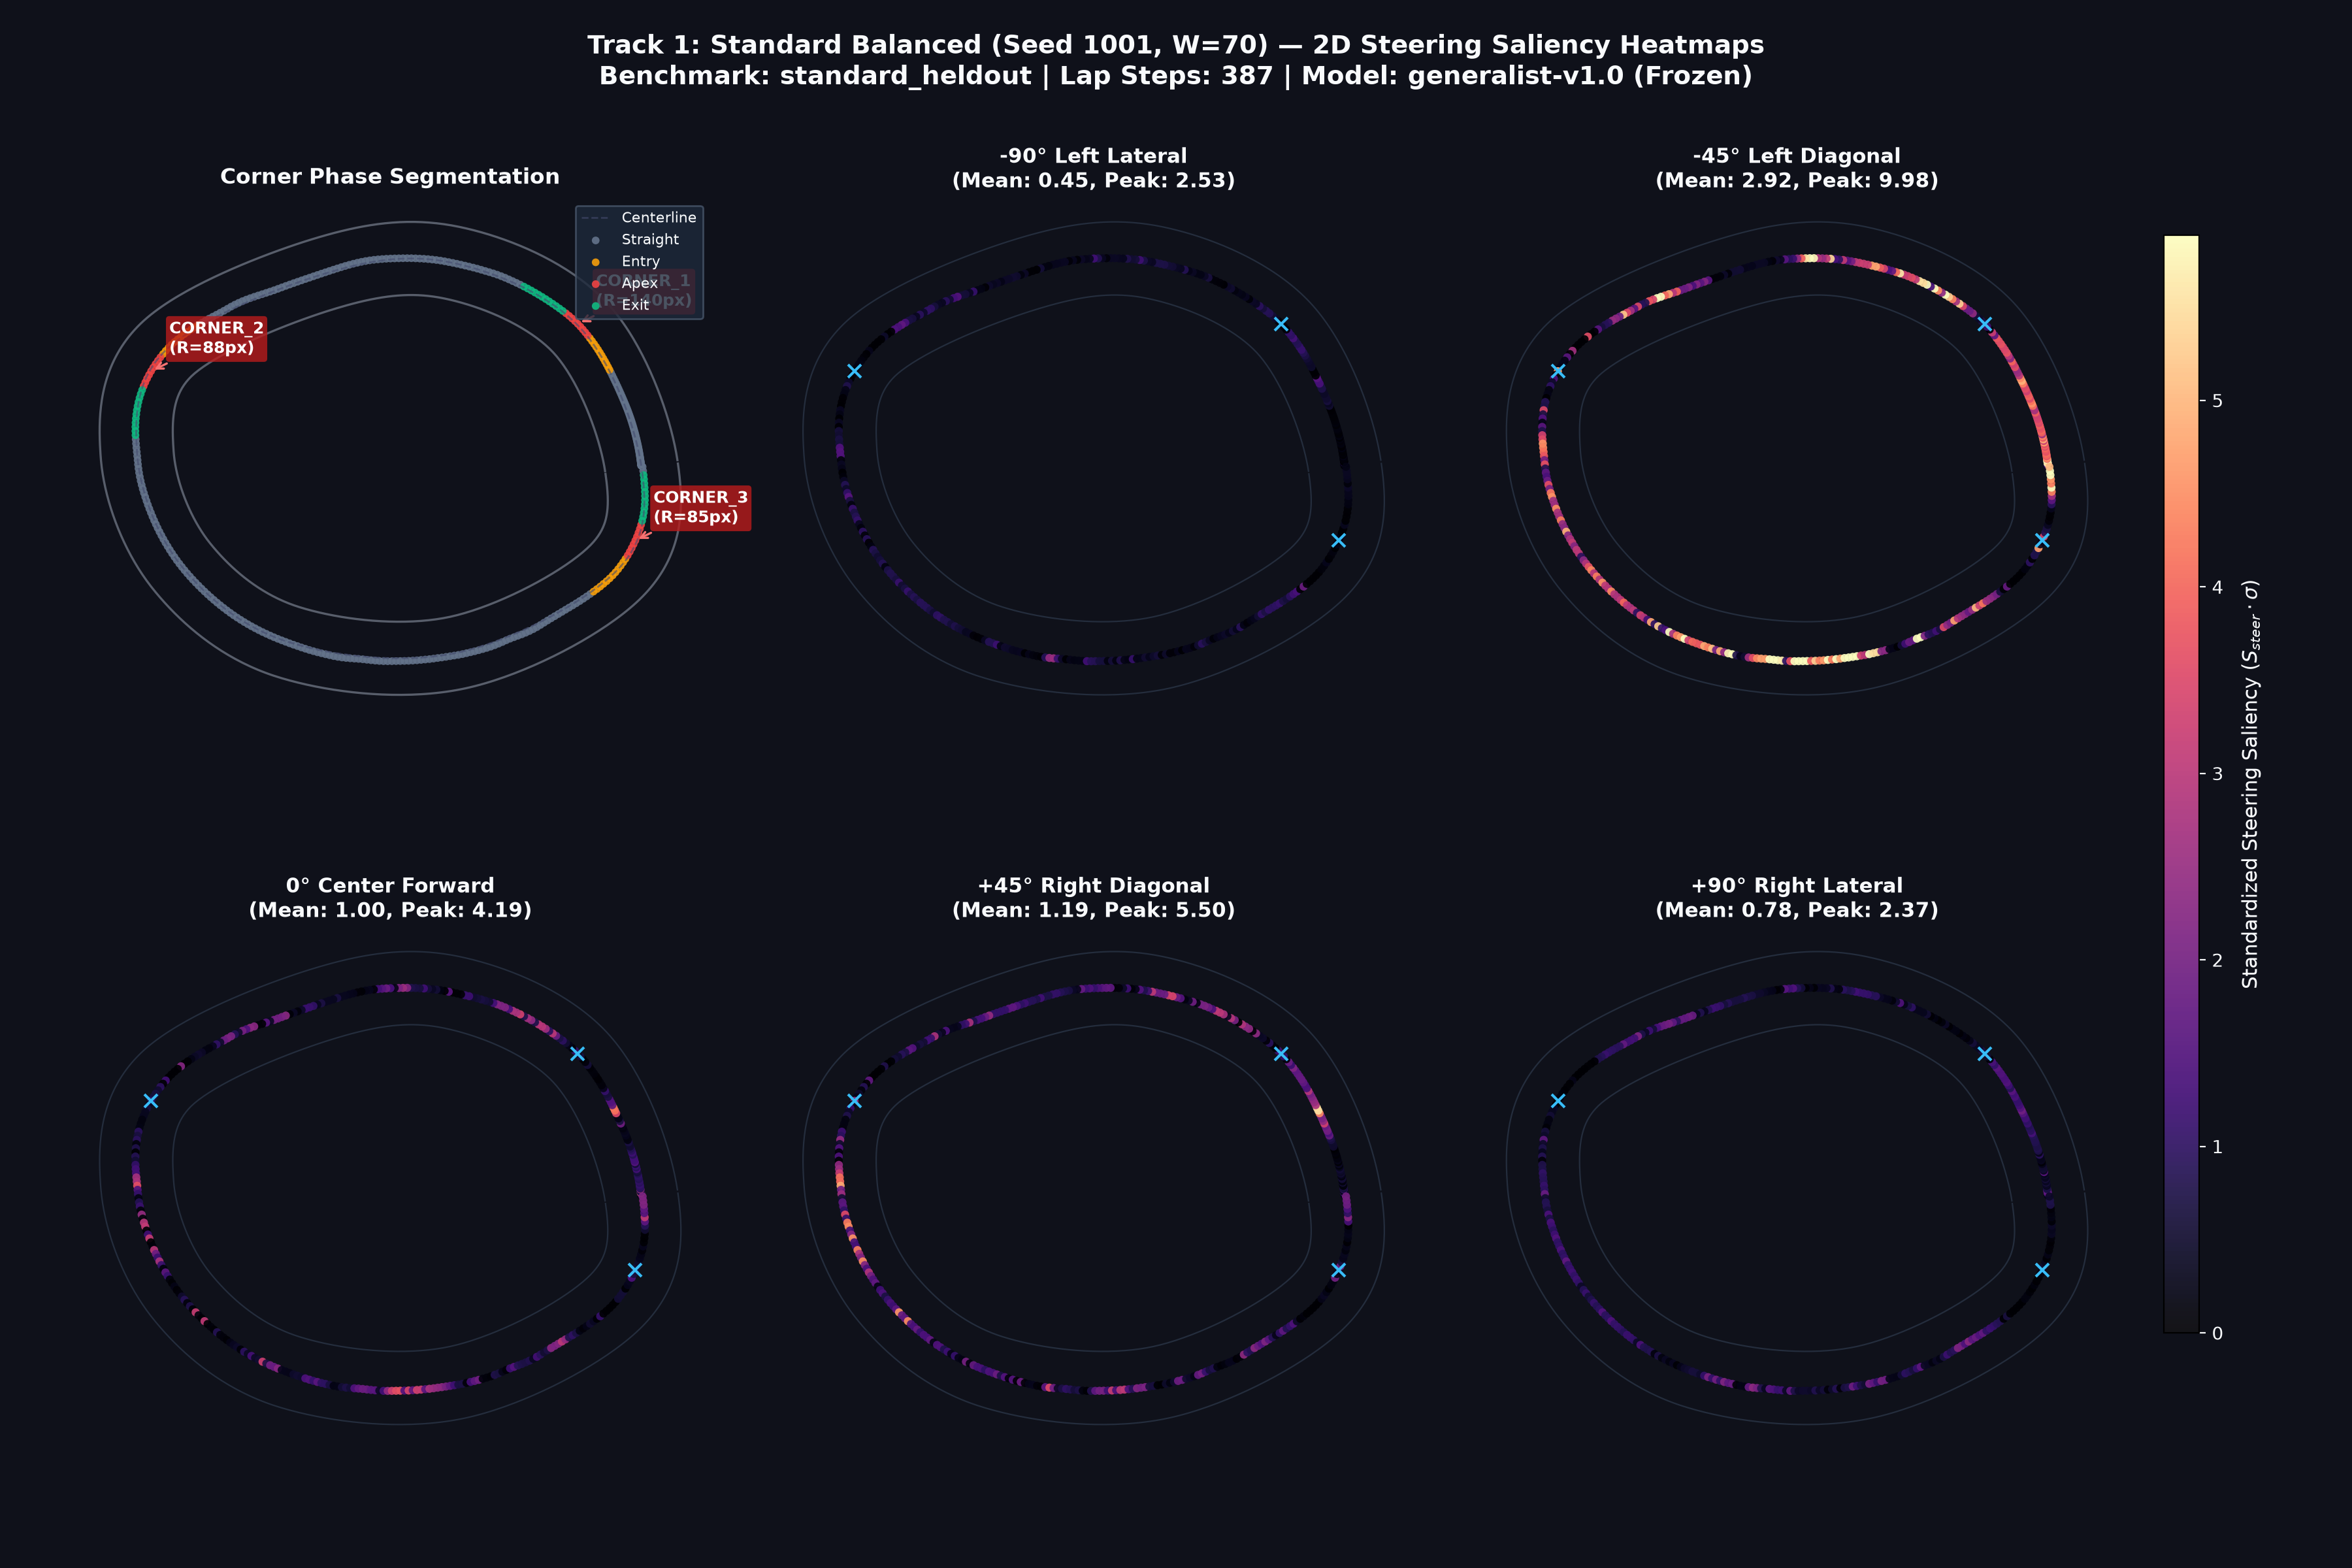 Track 1: Standard Balanced (Seed 1001, W=70) — 2D Steering Saliency Heatmaps
Benchmark: standard_heldout | Lap Steps: 387 | Model: generalist-v1.0 (Frozen)
Corner Phase Segmentation
Centerline
Straight
Entry
Apex
Exit
CORNER_1
(R=140px)
CORNER_2
(R=88px)
CORNER_3
(R=85px)
-90° Left Lateral
(Mean: 0.45, Peak: 2.53)
-45° Left Diagonal
(Mean: 2.92, Peak: 9.98)
0° Center Forward
(Mean: 1.00, Peak: 4.19)
+45° Right Diagonal
(Mean: 1.19, Peak: 5.50)
+90° Right Lateral
(Mean: 0.78, Peak: 2.37)
5
4
3
2
1
0
Standardized Steering Saliency (S_steer · σ)